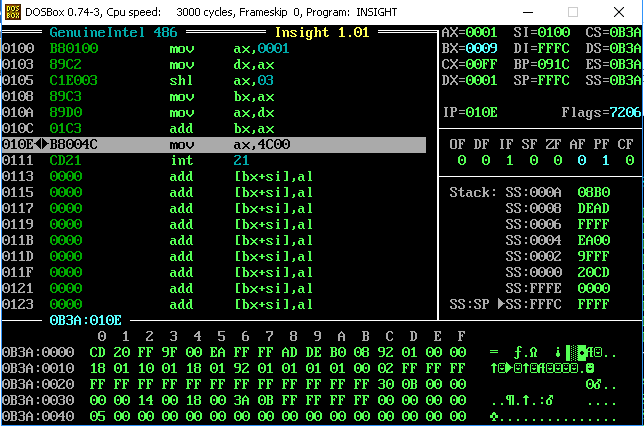 DOSBox 0.74-3, Cpu speed: 3000 cycles, Frameskip 0, Program: INSIGHT
GenuineIntel 486 Insight 1.01
0100 B80100 mov ax,0001
0103 89C2 mov dx,ax
0105 C1E003 shl ax,03
0108 89C3 mov bx,ax
010A 89D0 mov ax,dx
010C 01C3 add bx,ax
010E B8004C mov ax,4C00
0111 CD21 int 21
0113 0000 add [bx+si],al
0115 0000 add [bx+si],al
0117 0000 add [bx+si],al
0119 0000 add [bx+si],al
011B 0000 add [bx+si],al
011D 0000 add [bx+si],al
011F 0000 add [bx+si],al
0121 0000 add [bx+si],al
0123 0000 add [bx+si],al
AX=0001 SI=0100 CS=0B3A
BX=0009 DI=FFFC DS=0B3A
CX=00FF BP=091C ES=0B3A
DX=0001 SP=FFFC SS=0B3A
IP=010E Flags=7206
OF DF IF SF ZF AF PF CF
0 0 1 0 0 0 1 0
Stack: SS:000A 08B0
SS:0008 DEAD
SS:0006 FFFF
SS:0004 EA00
SS:0002 9FFF
SS:0000 20CD
SS:FFFE 0000
SS:SP ►SS:FFFC FFFF
0B3A:010E
0 1 2 3 4 5 6 7 8 9 A B C D E F
0B3A:0000 CD 20 FF 9F 00 EA FF FF AD DE B0 08 92 01 00 00
0B3A:0010 18 01 10 01 18 01 92 01 01 01 01 00 02 FF FF FF
0B3A:0020 FF FF FF FF FF FF FF FF FF FF FF FF 30 0B 00 00
0B3A:0030 00 00 14 00 18 00 3A 0B FF FF FF FF 00 00 00 00
0B3A:0040 05 00 00 00 00 00 00 00 00 00 00 00 00 00 00 00